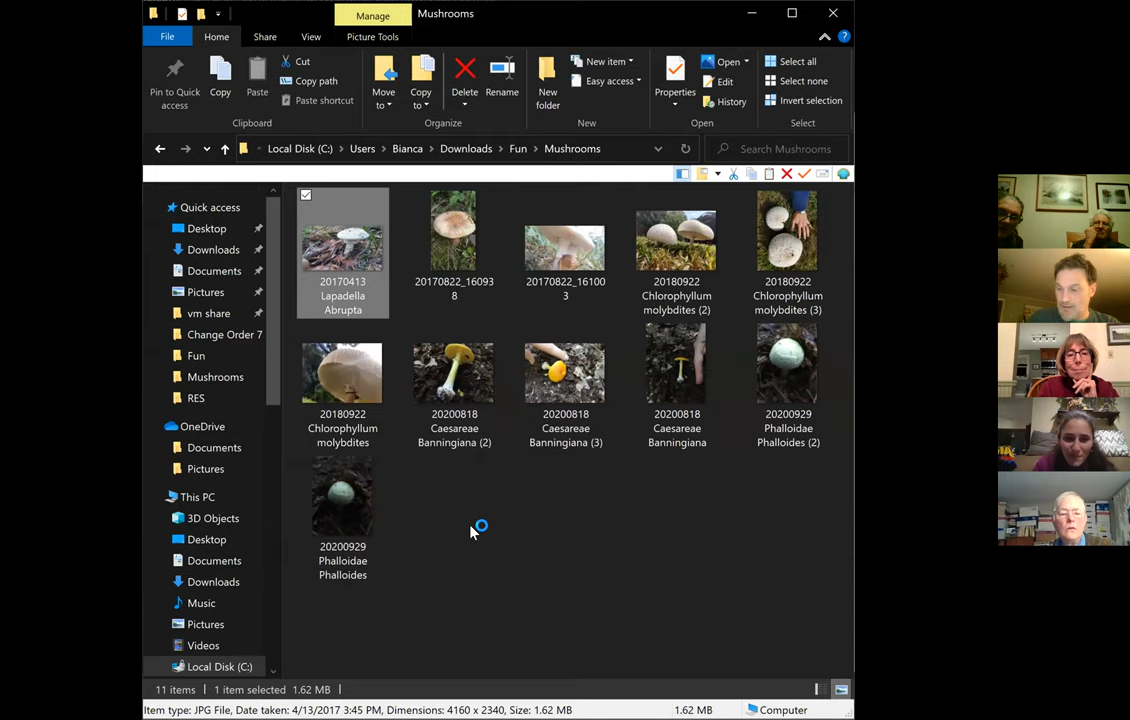 Manage
Mushrooms
File
Home
Share
View
Picture Tools
Pin to Quick access
Copy
Paste
Cut
Copy path
Paste shortcut
Clipboard
Move to
Copy to
Delete
Rename
Organize
New folder
New item
Easy access
New
Properties
Open
Edit
History
Open
Select all
Select none
Invert selection
Select
Local Disk (C:) > Users > Bianca > Downloads > Fun > Mushrooms
Search Mushrooms
Quick access
Desktop
Downloads
Documents
Pictures
vm share
Change Order 7
Fun
Mushrooms
RES
OneDrive
Documents
Pictures
This PC
3D Objects
Desktop
Documents
Downloads
Music
Pictures
Videos
Local Disk (C:)
20170413
Lapadella
Abrupta
20170822_16093
8
20170822_16100
3
20180922
Chlorophyllum
molybdites (2)
20180922
Chlorophyllum
molybdites (3)
20180922
Chlorophyllum
molybdites
20200818
Caesareae
Banningiana (2)
20200818
Caesareae
Banningiana (3)
20200818
Caesareae
Banningiana
20200929
Phalloidae
Phalloides (2)
20200929
Phalloidae
Phalloides
11 items
1 item selected 1.62 MB
Item type: JPG File, Date taken: 4/13/2017 3:45 PM, Dimensions: 4160 x 2340, Size: 1.62 MB
1.62 MB
Computer